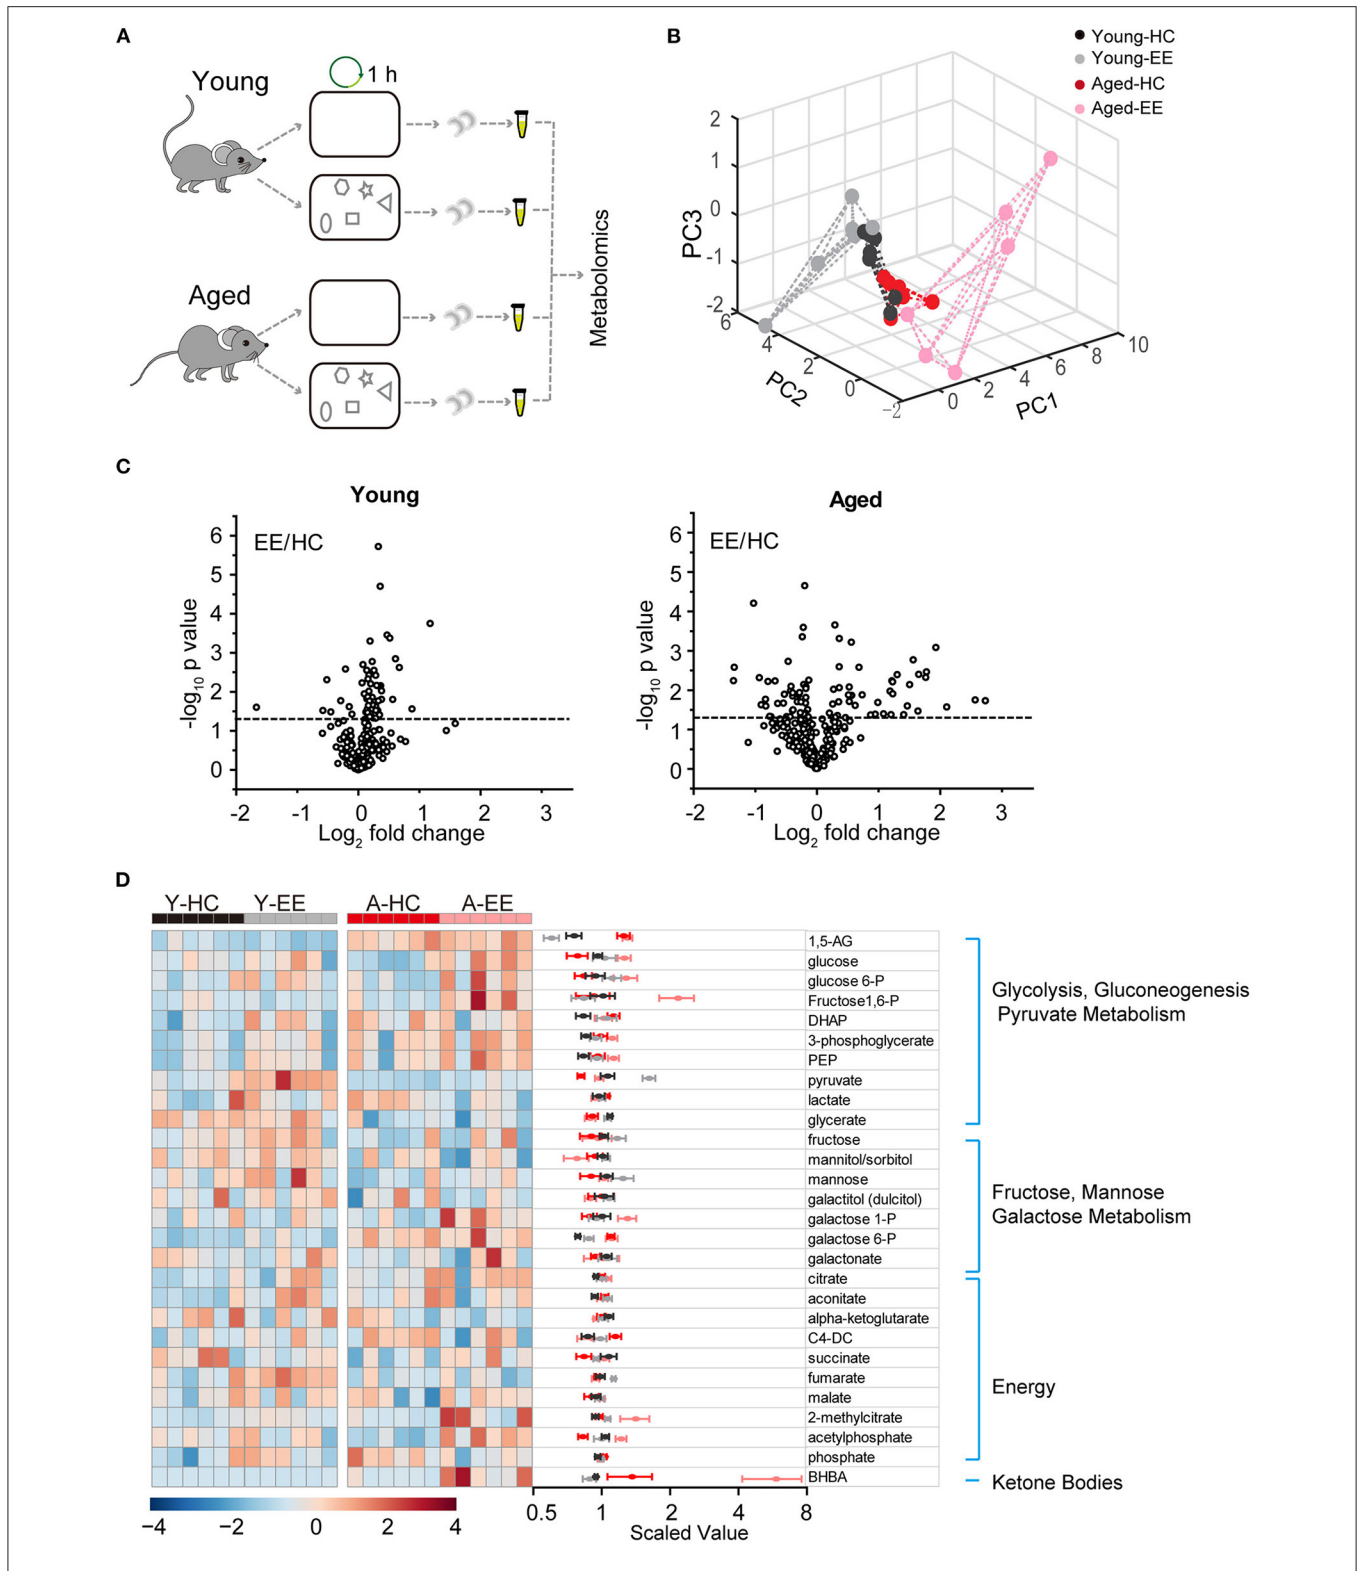 A
Young
1 h
Aged
Metabolomics
B
Young-HC
Young-EE
Aged-HC
Aged-EE
PC3
2
1
0
-1
-2
6
4
2
0
-2
PC2
0
2
4
6
8
10
PC1
C
Young
EE/HC
-log10 p value
6
5
4
3
2
1
0
-2
-1
0
1
2
3
Log2 fold change
Aged
EE/HC
-log10 p value
6
5
4
3
2
1
0
-2
-1
0
1
2
3
Log2 fold change
D
Y-HC
Y-EE
A-HC
A-EE
1,5-AG
glucose
glucose 6-P
Fructose1,6-P
DHAP
3-phosphoglycerate
PEP
pyruvate
lactate
glycerate
fructose
mannitol/sorbitol
mannose
galactitol (dulcitol)
galactose 1-P
galactose 6-P
galactonate
citrate
aconitate
alpha-ketoglutarate
C4-DC
succinate
fumarate
malate
2-methylcitrate
acetylphosphate
phosphate
BHBA
Glycolysis, Gluconeogenesis
Pyruvate Metabolism
Fructose, Mannose
Galactose Metabolism
Energy
Ketone Bodies
−4
−2
0
2
4
0.5
1
2
4
8
Scaled Value